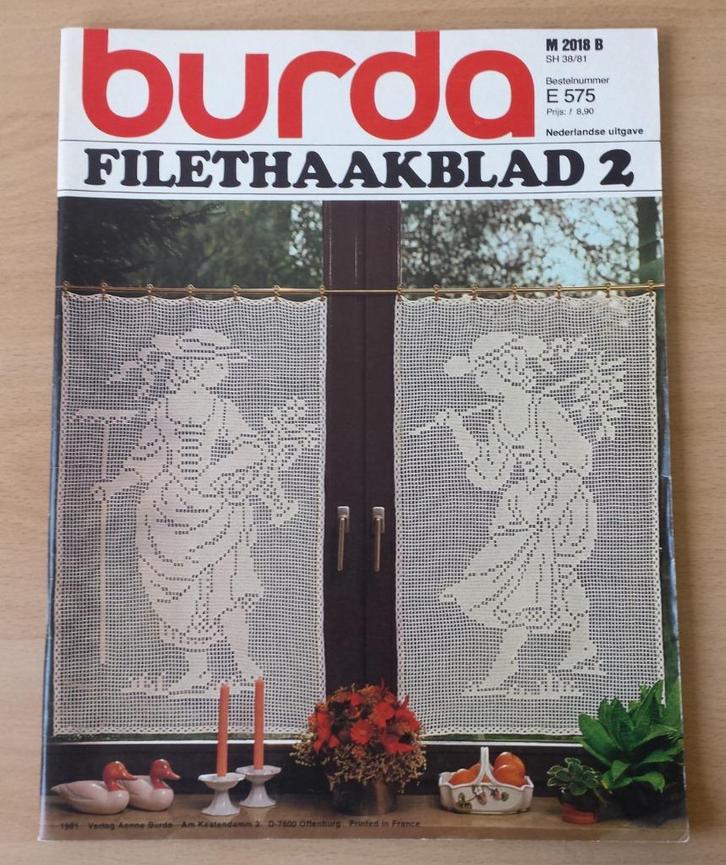 burda
M 2018 B
SH 38/81
Bestelnummer
E 575
Prijs: f 8,90
Nederlandse uitgave
FILETHAAKBLAD 2
1981 Verlag Aenne Burda Am Kestendamm 2 D-7600 Offenburg Printed in France